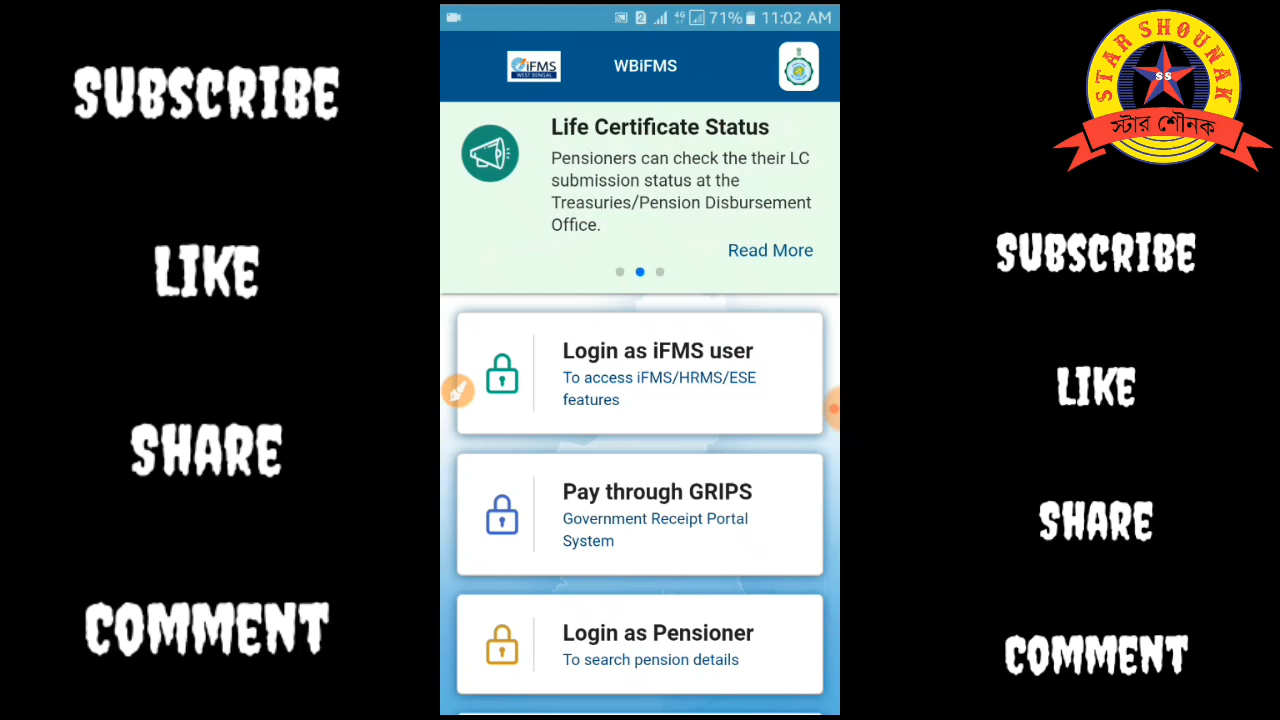 SUBSCRIBE
LIKE
SHARE
COMMENT
2 4G 71% 11:02 AM
iFMS
WEST BENGAL
WBiFMS
Life Certificate Status
Pensioners can check the their LC
submission status at the
Treasuries/Pension Disbursement
Office.
Read More
Login as iFMS user
To access iFMS/HRMS/ESE
features
Pay through GRIPS
Government Receipt Portal
System
Login as Pensioner
To search pension details
STAR SHOUNAK
SS
স্টার শৌনক
SUBSCRIBE
LIKE
SHARE
COMMENT